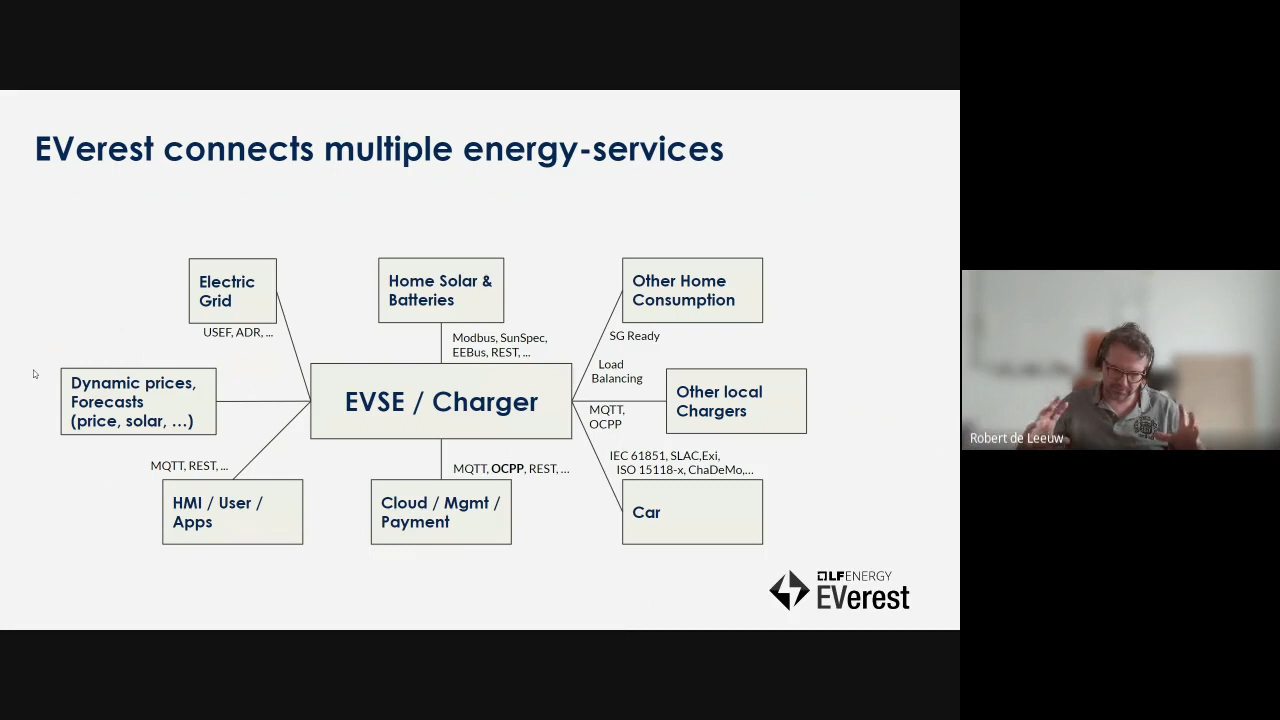 EVerest connects multiple energy-services
Electric
Grid
USEF, ADR, ...
Home Solar &
Batteries
Modbus, SunSpec,
EEBus, REST, ...
Other Home
Consumption
SG Ready
Load
Balancing
Dynamic prices,
Forecasts
(price, solar, ...)
EVSE / Charger
Other local
Chargers
MQTT,
OCPP
MQTT, REST, ...
HMI / User /
Apps
MQTT, OCPP, REST, ...
Cloud / Mgmt /
Payment
IEC 61851, SLAC,Exi,
ISO 15118-x, ChaDeMo,...
Car
LFENERGY
EVerest
Robert de Leeuw